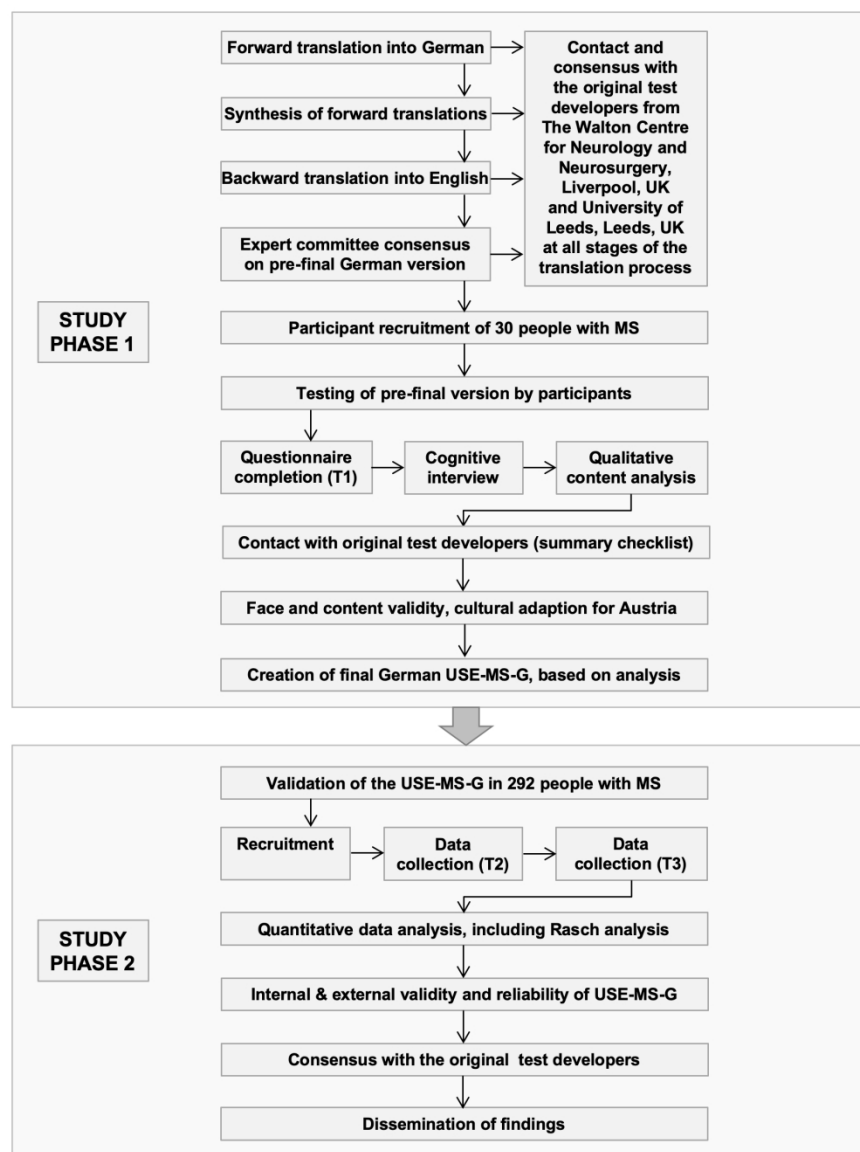 Forward translation into German
Synthesis of forward translations
Backward translation into English
Expert committee consensus
on pre-final German version
Contact and
consensus with
the original test
developers from
The Walton Centre
for Neurology and
Neurosurgery,
Liverpool, UK
and University of
Leeds, Leeds, UK
at all stages of the
translation process
STUDY
PHASE 1
Participant recruitment of 30 people with MS
Testing of pre-final version by participants
Questionnaire
completion (T1)
Cognitive
interview
Qualitative
content analysis
Contact with original test developers (summary checklist)
Face and content validity, cultural adaption for Austria
Creation of final German USE-MS-G, based on analysis
Validation of the USE-MS-G in 292 people with MS
Recruitment
Data
collection (T2)
Data
collection (T3)
STUDY
PHASE 2
Quantitative data analysis, including Rasch analysis
Internal & external validity and reliability of USE-MS-G
Consensus with the original test developers
Dissemination of findings